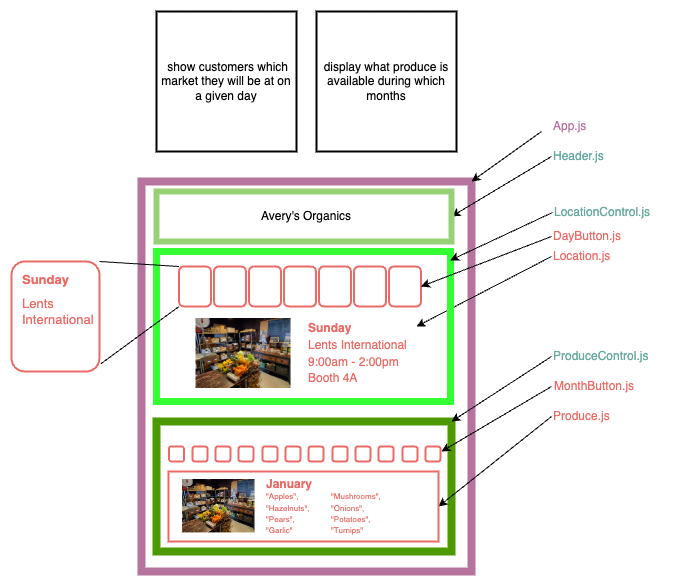 show customers which
market they will be at on
a given day
display what produce is
available during which
months
App.js
Header.js
Avery's Organics
LocationControl.js
DayButton.js
Location.js
Sunday
Lents
International
Sunday
Lents International
9:00am - 2:00pm
Booth 4A
ProduceControl.js
MonthButton.js
Produce.js
January
"Apples", "Mushrooms",
"Hazelnuts", "Onions",
"Pears", "Potatoes",
"Garlic" "Turnips"